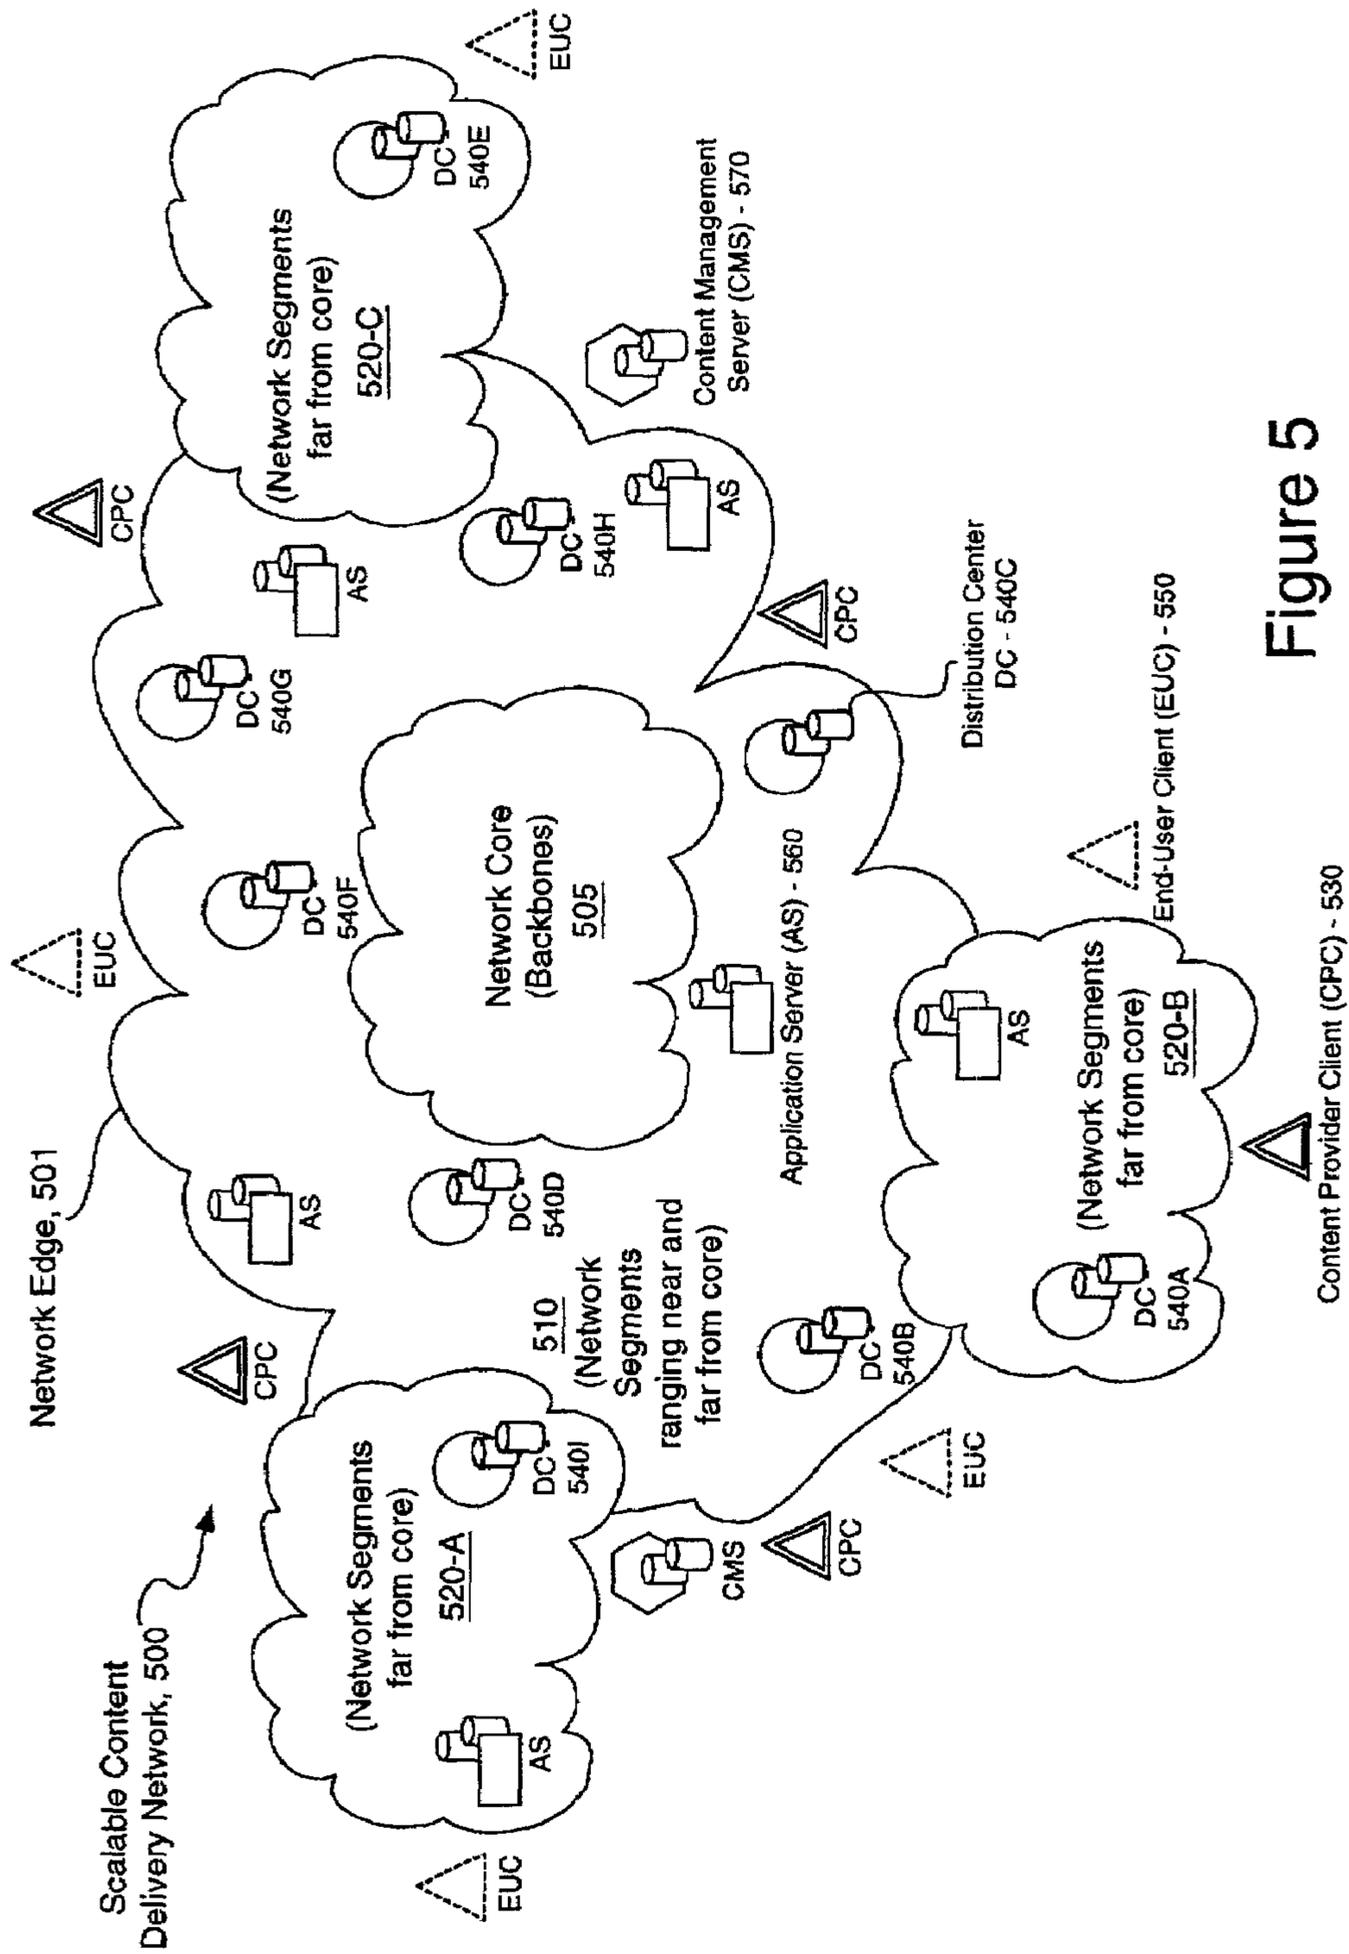 Scalable Content
Delivery Network, 500
Network Edge, 501
EUC
CPC
CPC
EUC
AS
DC
540F
DC
540G
AS
(Network Segments
far from core)
520-C
DC
540E
EUC
(Network Segments
far from core)
520-A
DC
540I
AS
EUC
DC
540D
Network Core
(Backbones)
505
DC
540H
AS
Content Management
Server (CMS) - 570
510
(Network
Segments
ranging near and
far from core)
CMS
CPC
Application Server (AS) - 560
CPC
DC
540B
EUC
Distribution Center
DC - 540C
AS
(Network Segments
far from core)
520-B
DC
540A
End-User Client (EUC) - 550
Content Provider Client (CPC) - 530
Figure 5